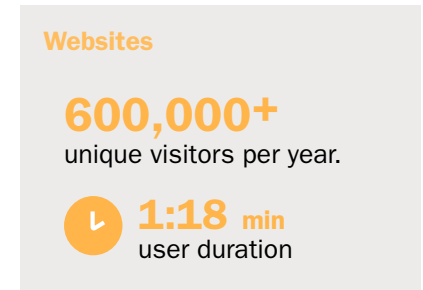 Websites
600,000+
unique visitors per year.
1:18 min
user duration